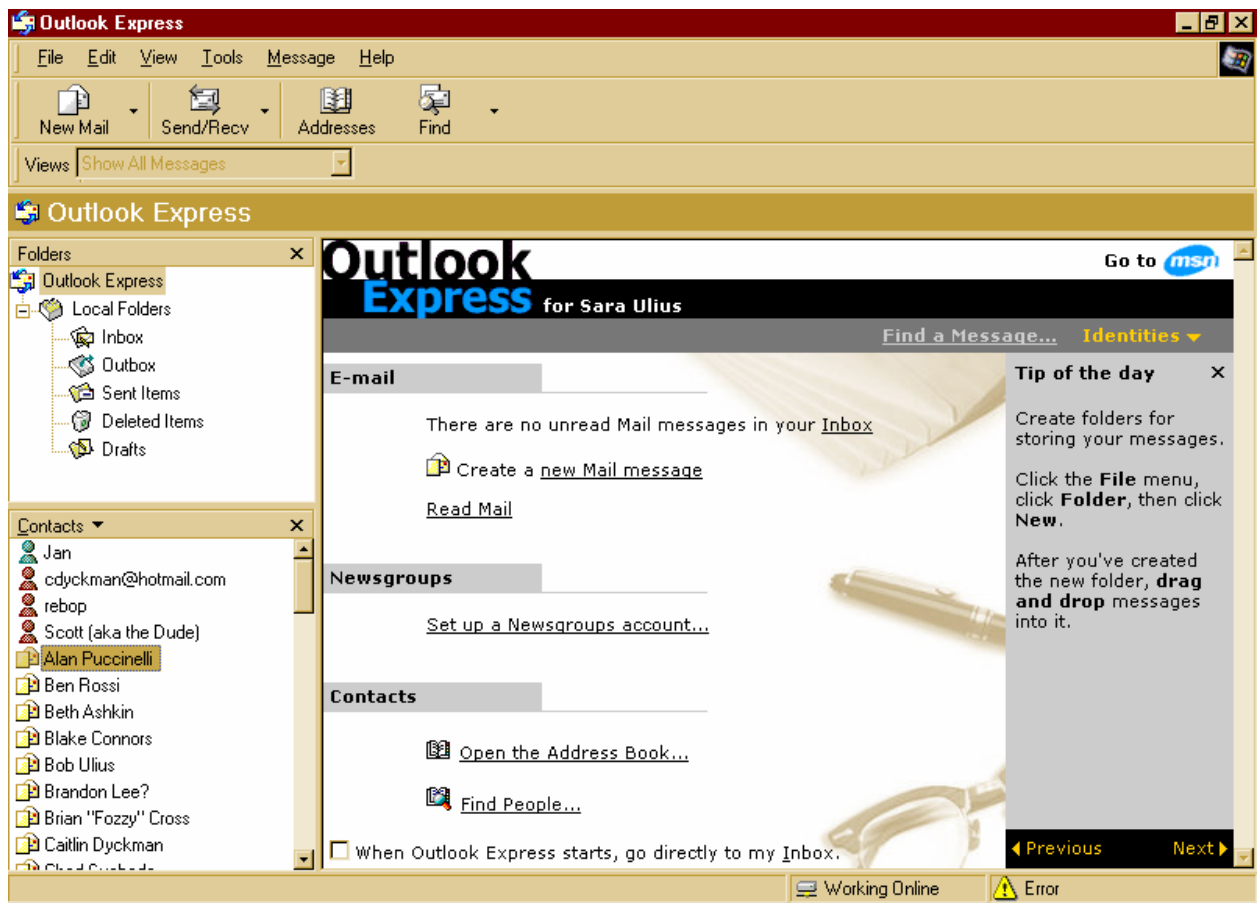 Outlook Express
File Edit View Tools Message Help
New Mail Send/Recv Addresses Find
Views Show All Messages
Outlook Express
Folders
Outlook Express
Local Folders
Inbox
Outbox
Sent Items
Deleted Items
Drafts
Contacts
Jan
cdyckman@hotmail.com
rebop
Scott (aka the Dude)
Alan Puccinelli
Ben Rossi
Beth Ashkin
Blake Connors
Bob Ulius
Brandon Lee?
Brian "Fozzy" Cross
Caitlin Dyckman
Outlook
Express for Sara Ulius
Go to msn
Find a Message... Identities
E-mail
There are no unread Mail messages in your Inbox
Create a new Mail message
Read Mail
Newsgroups
Set up a Newsgroups account...
Contacts
Open the Address Book...
Find People...
When Outlook Express starts, go directly to my Inbox.
Tip of the day
Create folders for
storing your messages.
Click the File menu,
click Folder, then click
New.
After you've created
the new folder, drag
and drop messages
into it.
Previous Next
Working Online Error